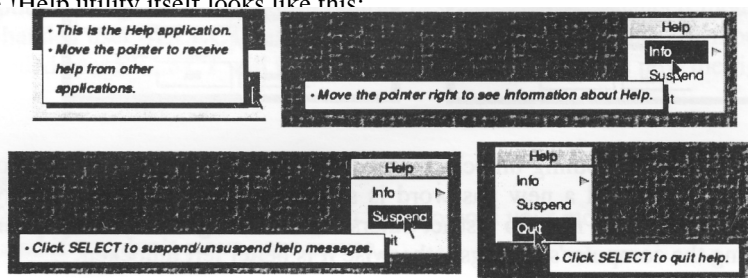 !Help utility itself looks like this:
• This is the Help application.
• Move the pointer to receive
help from other
applications.
Help
Info
Suspend
• Move the pointer right to see information about Help.
Help
Info
Suspend
• Click SELECT to suspend/unsuspend help messages.
Help
Info
Suspend
Quit
• Click SELECT to quit help.